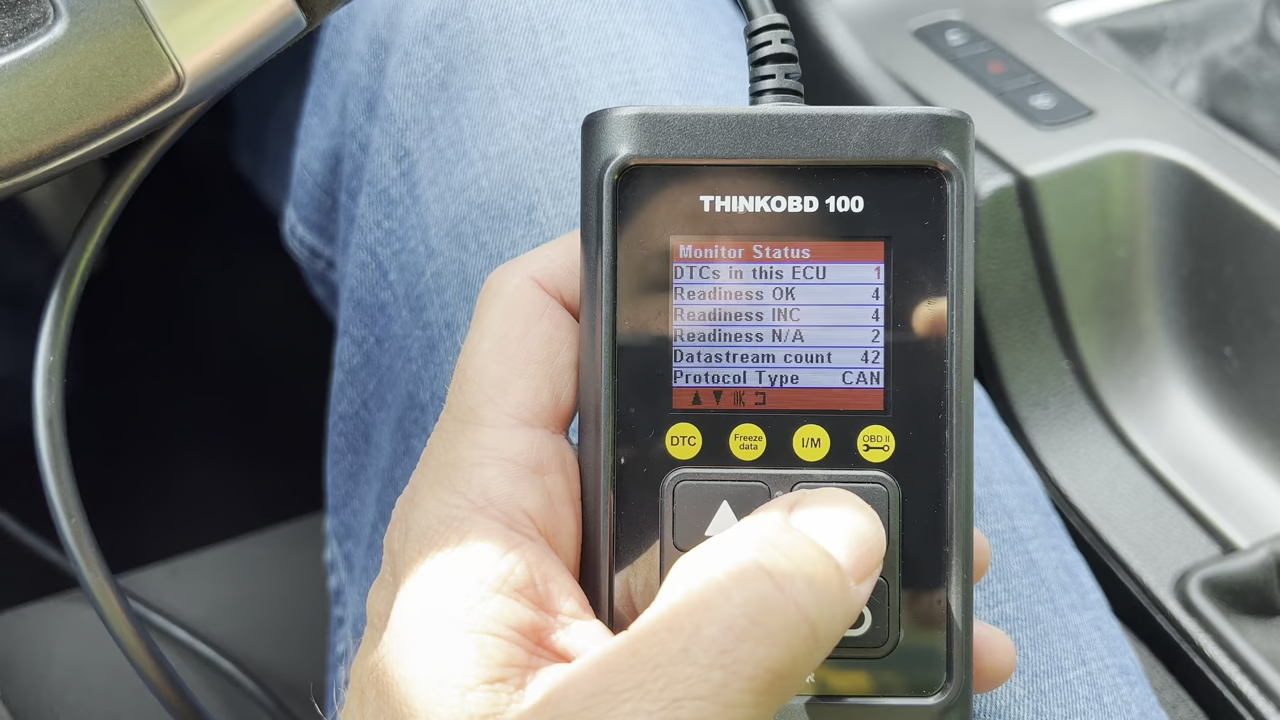 THINKOBD 100
Monitor Status
DTCs in this ECU 1
Readiness OK 4
Readiness INC 4
Readiness N/A 2
Datastream count 42
Protocol Type CAN
OK
DTC
Freeze data
I/M
OBD II